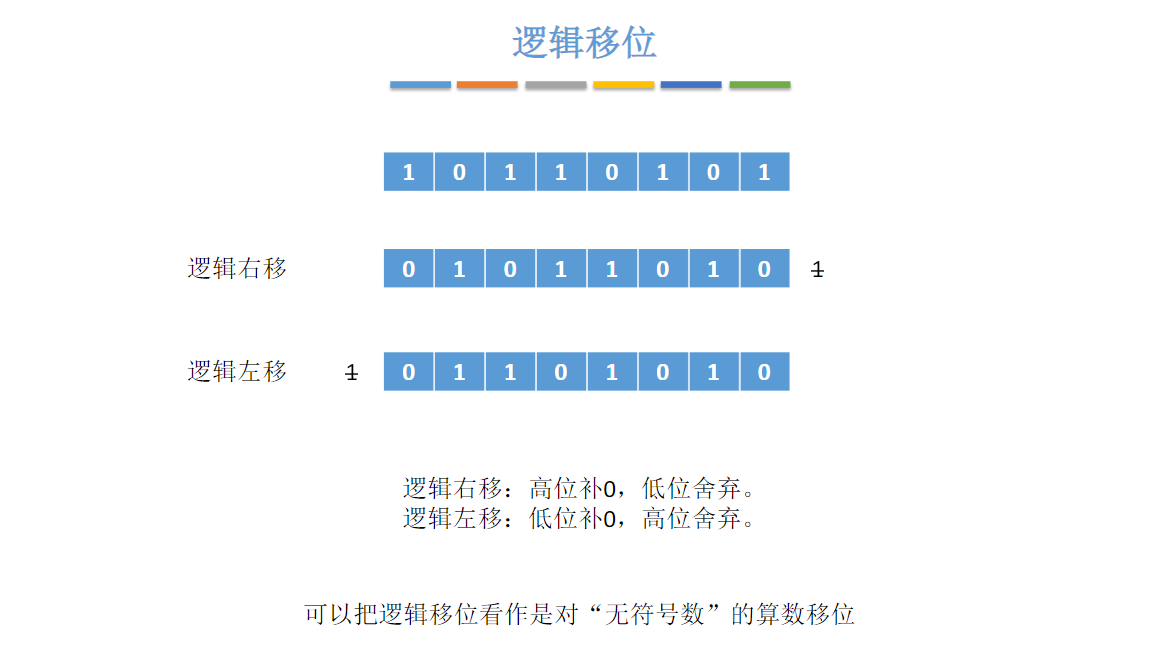 逻辑移位
1 0 1 1 0 1 0 1
逻辑右移 0 1 0 1 1 0 1 0 1
逻辑左移 1 0 1 1 0 1 0 1 0
逻辑右移：高位补0，低位舍弃。
逻辑左移：低位补0，高位舍弃。
可以把逻辑移位看作是对“无符号数”的算数移位